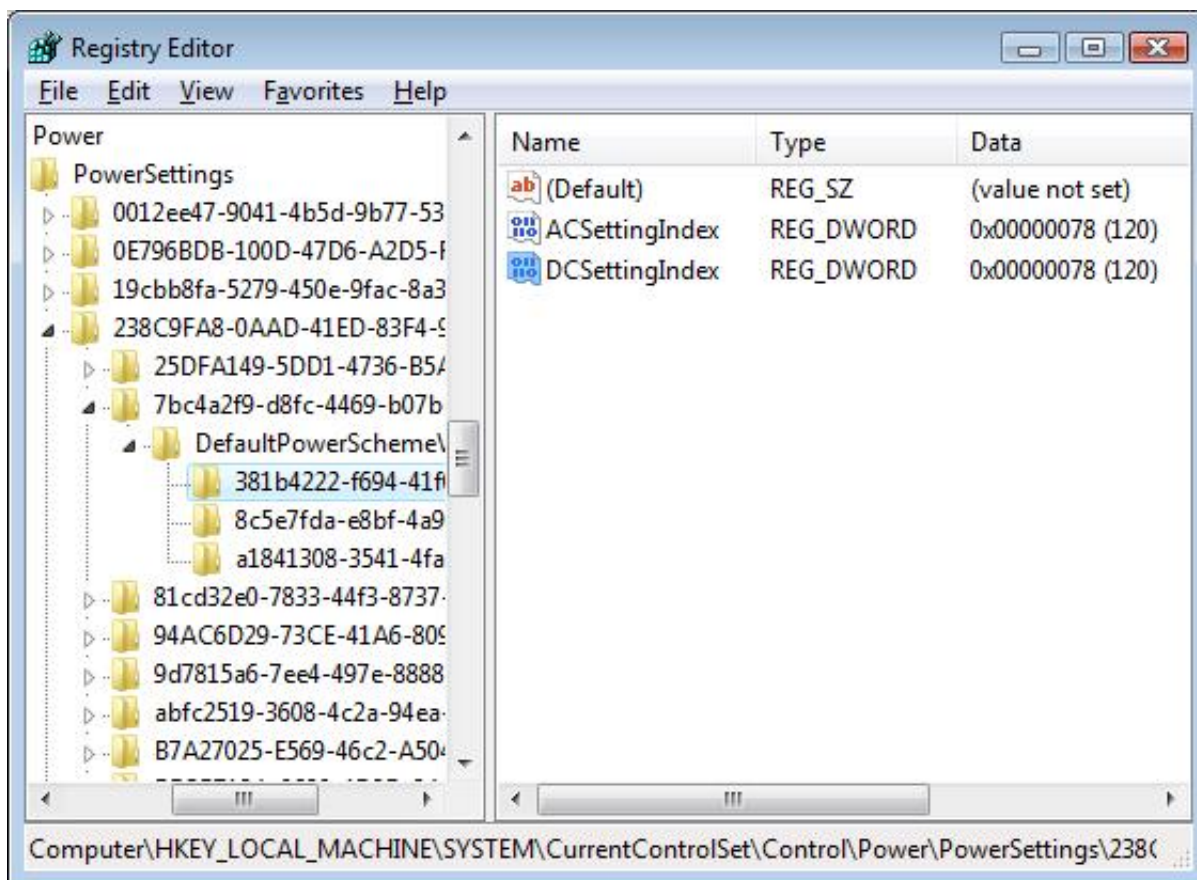 Registry Editor
File Edit View Favorites Help
Power
PowerSettings
0012ee47-9041-4b5d-9b77-53
0E796BDB-100D-47D6-A2D5-F
19cbb8fa-5279-450e-9fac-8a3
238C9FA8-0AAD-41ED-83F4-9
25DFA149-5DD1-4736-B5A
7bc4a2f9-d8fc-4469-b07b
DefaultPowerScheme\
381b4222-f694-41f
8c5e7fda-e8bf-4a9
a1841308-3541-4fa
81cd32e0-7833-44f3-8737-
94AC6D29-73CE-41A6-809
9d7815a6-7ee4-497e-8888
abfc2519-3608-4c2a-94ea-
B7A27025-E569-46c2-A504
Name Type Data
(Default) REG_SZ (value not set)
ACSettingIndex REG_DWORD 0x00000078 (120)
DCSettingIndex REG_DWORD 0x00000078 (120)
Computer\HKEY_LOCAL_MACHINE\SYSTEM\CurrentControlSet\Control\Power\PowerSettings\238